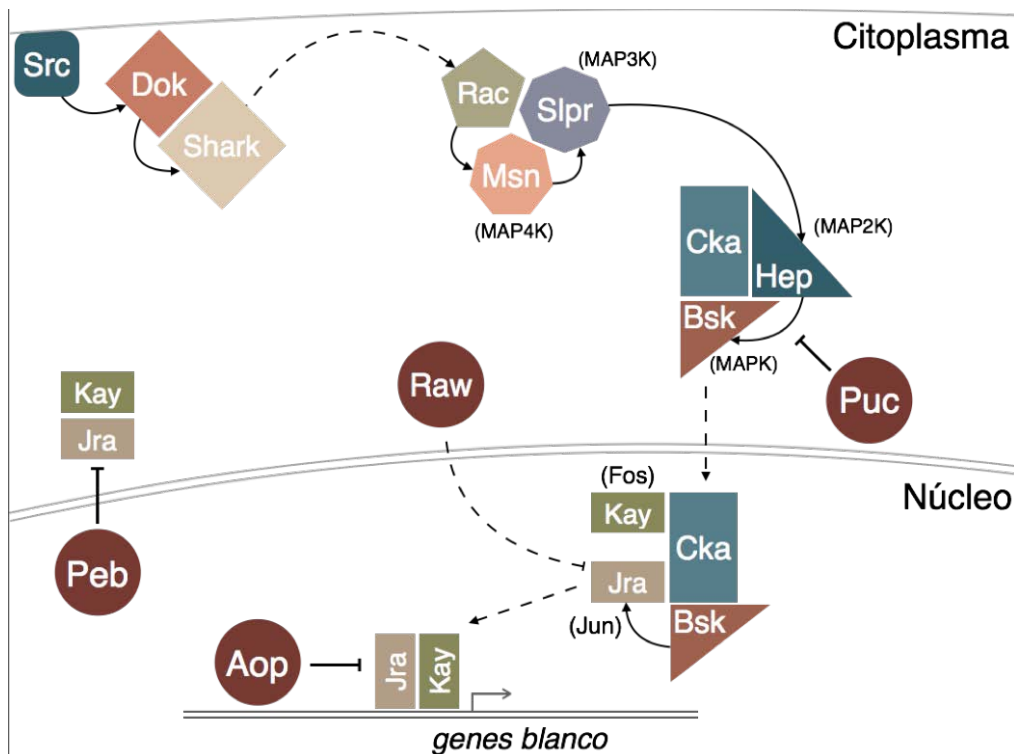 Citoplasma
Src
Dok
Shark
Rac
(MAP3K)
Slpr
Msn
(MAP4K)
Cka
(MAP2K)
Hep
Bsk
(MAPK)
Puc
Raw
Kay
Jra
Peb
Núcleo
(Fos)
Kay
Cka
Jra
(Jun)
Bsk
Aop
Jra
Kay
genes blanco